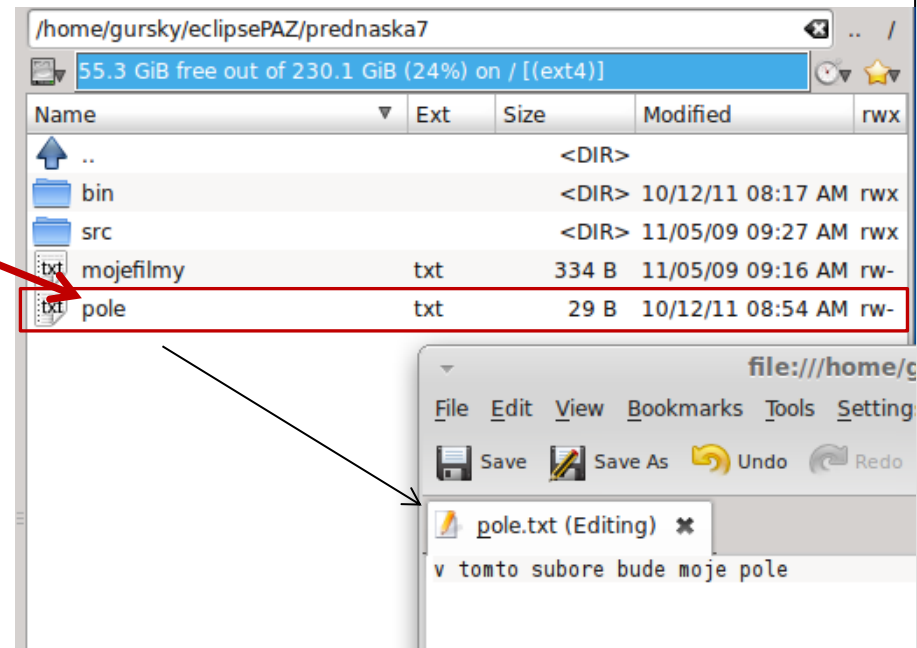 /home/gursky/eclipsePAZ/prednaska7 .. /
55.3 GiB free out of 230.1 GiB (24%) on / [(ext4)]
Name Ext Size Modified rwx
.. <DIR>
bin <DIR> 10/12/11 08:17 AM rwx
src <DIR> 11/05/09 09:27 AM rwx
txt mojefilmy txt 334 B 11/05/09 09:16 AM rw-
txt pole txt 29 B 10/12/11 08:54 AM rw-
file:///home/g
File Edit View Bookmarks Tools Setting
Save Save As Undo Redo
pole.txt (Editing)
v tomto subore bude moje pole